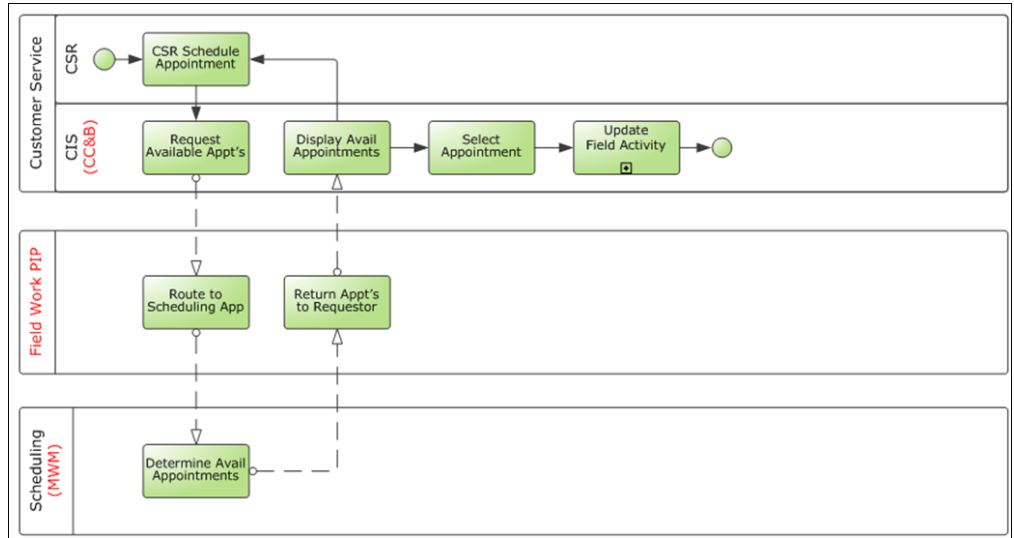 Customer Service
CSR
CSR Schedule
Appointment
CIS
(CC&B)
Request
Available Appt's
Display Avail
Appointments
Select
Appointment
Update
Field Activity
Field Work PIP
Route to
Scheduling App
Return Appt's
to Requestor
Scheduling
(MWM)
Determine Avail
Appointments